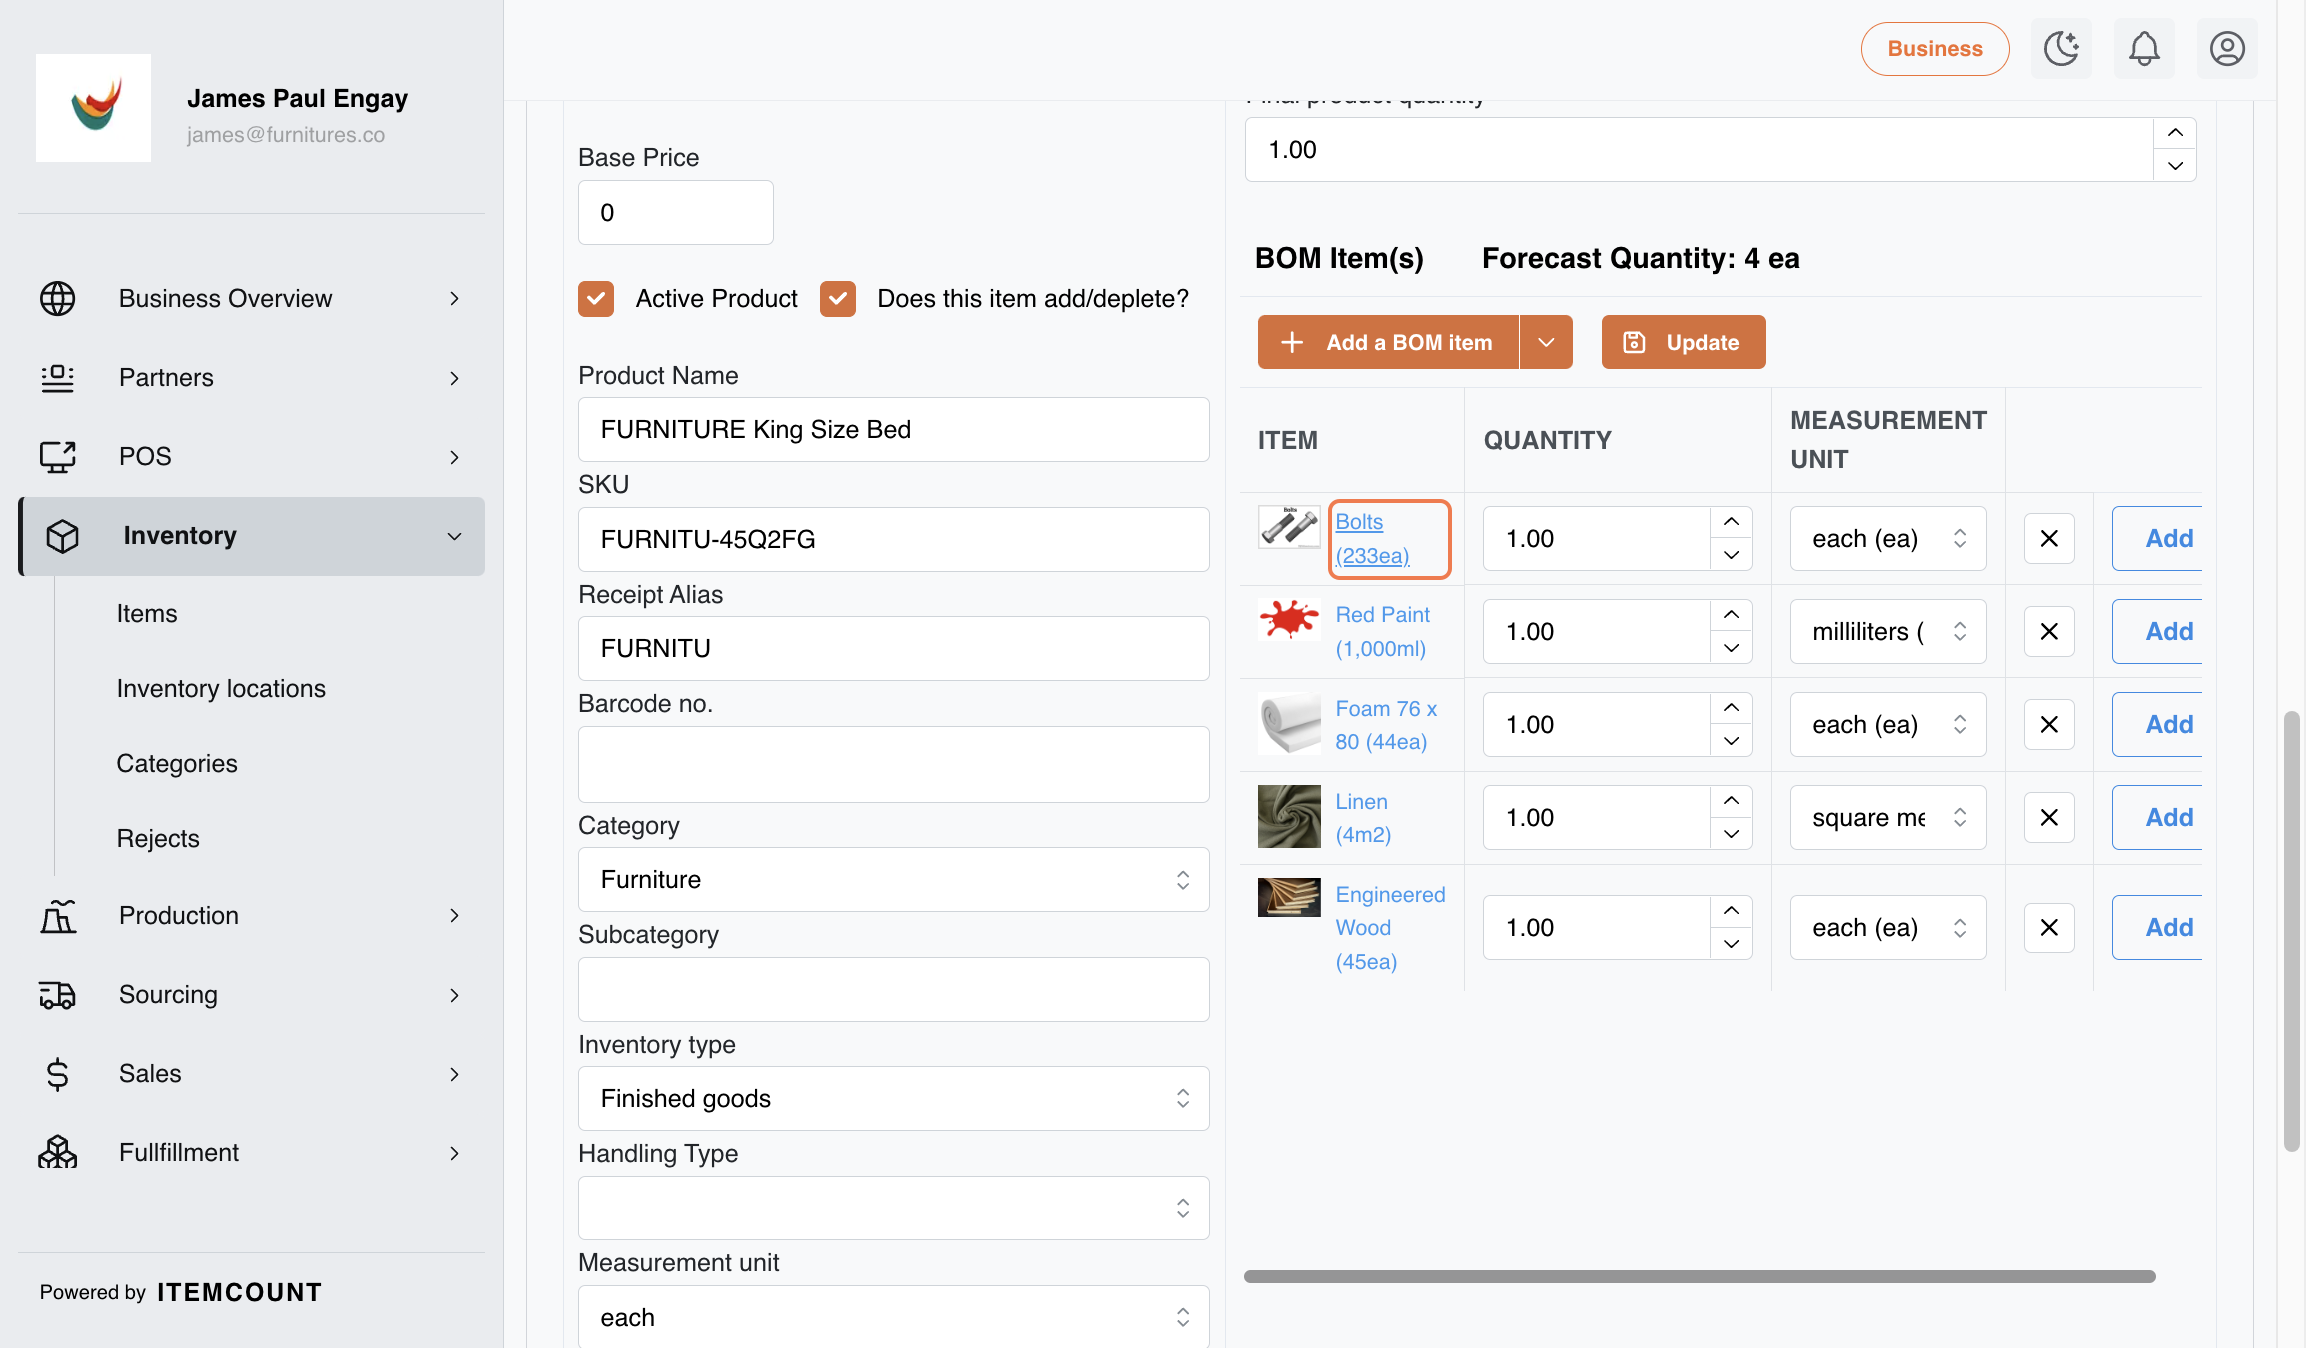 James Paul Engay
james@furnitures.co
Business Overview
Partners
POS
Inventory
Items
Inventory locations
Categories
Rejects
Production
Sourcing
Sales
Fullfillment
Powered by ITEMCOUNT
Business
Base Price
0
Active Product
Does this item add/deplete?
Product Name
FURNITURE King Size Bed
SKU
FURNITU-45Q2FG
Receipt Alias
FURNITU
Barcode no.
Category
Furniture
Subcategory
Inventory type
Finished goods
Handling Type
Measurement unit
each
Final product quantity
1.00
BOM Item(s)
Forecast Quantity: 4 ea
Add a BOM item
Update
ITEM
QUANTITY
MEASUREMENT
UNIT
Bolts
Bolts
(233ea)
1.00
each (ea)
Add
Red Paint
(1,000ml)
1.00
milliliters (
Add
Foam 76 x
80 (44ea)
1.00
each (ea)
Add
Linen
(4m2)
1.00
square me
Add
Engineered
Wood
(45ea)
1.00
each (ea)
Add